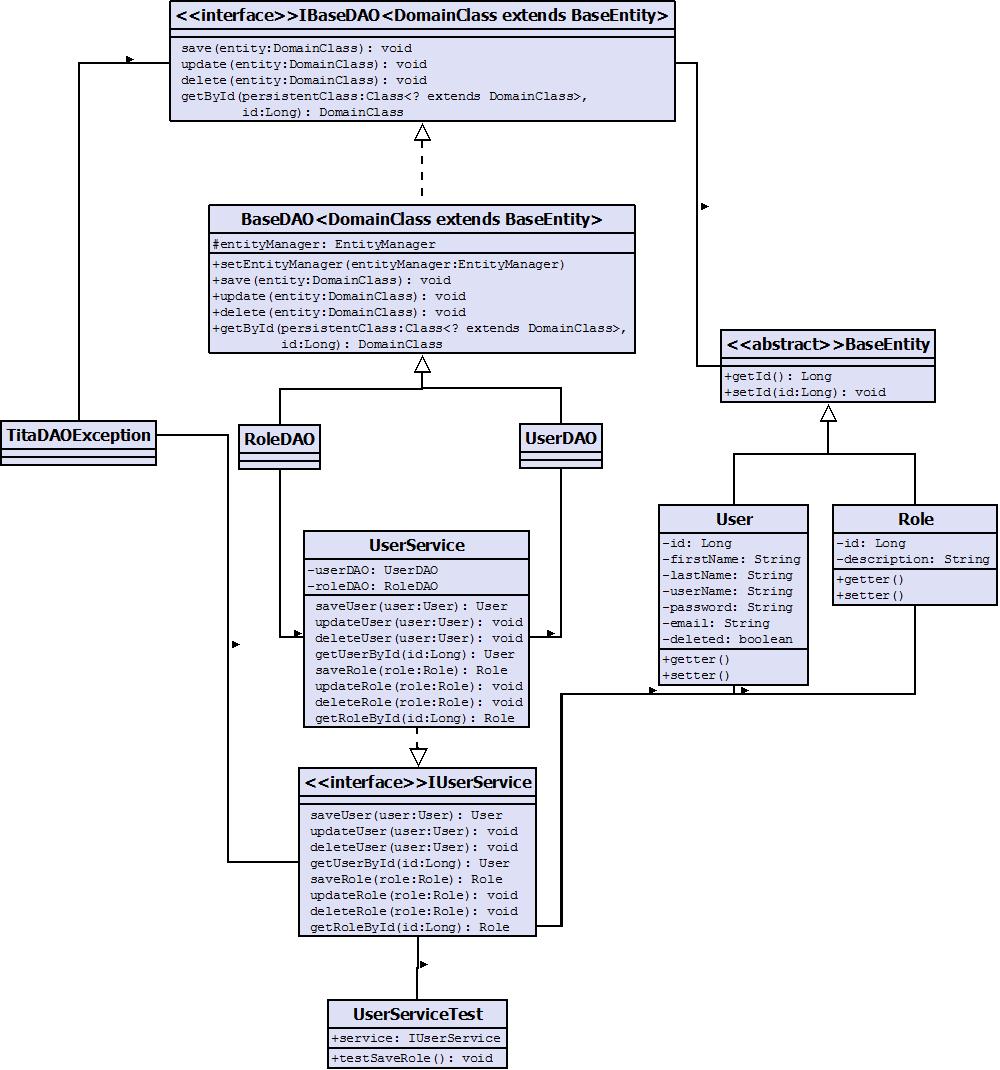 <<interface>>IBaseDAO<DomainClass extends BaseEntity>
save(entity:DomainClass): void
update(entity:DomainClass): void
delete(entity:DomainClass): void
getById(persistentClass:Class<? extends DomainClass>,
id:Long): DomainClass
BaseDAO<DomainClass extends BaseEntity>
#entityManager: EntityManager
+setEntityManager(entityManager:EntityManager)
+save(entity:DomainClass): void
+update(entity:DomainClass): void
+delete(entity:DomainClass): void
+getById(persistentClass:Class<? extends DomainClass>,
id:Long): DomainClass
<<abstract>>BaseEntity
+getId(): Long
+setId(id:Long): void
TitaDAOException
RoleDAO
UserDAO
User
-id: Long
-firstName: String
-lastName: String
-userName: String
-password: String
-email: String
-deleted: boolean
+getter()
+setter()
Role
-id: Long
-description: String
+getter()
+setter()
UserService
-userDAO: UserDAO
-roleDAO: RoleDAO
saveUser(user:User): User
updateUser(user:User): void
deleteUser(user:User): void
getUserById(id:Long): User
saveRole(role:Role): Role
updateRole(role:Role): void
deleteRole(role:Role): void
getRoleById(id:Long): Role
<<interface>>IUserService
saveUser(user:User): User
updateUser(user:User): void
deleteUser(user:User): void
getUserById(id:Long): User
saveRole(role:Role): Role
updateRole(role:Role): void
deleteRole(role:Role): void
getRoleById(id:Long): Role
UserServiceTest
+service: IUserService
+testSaveRole(): void